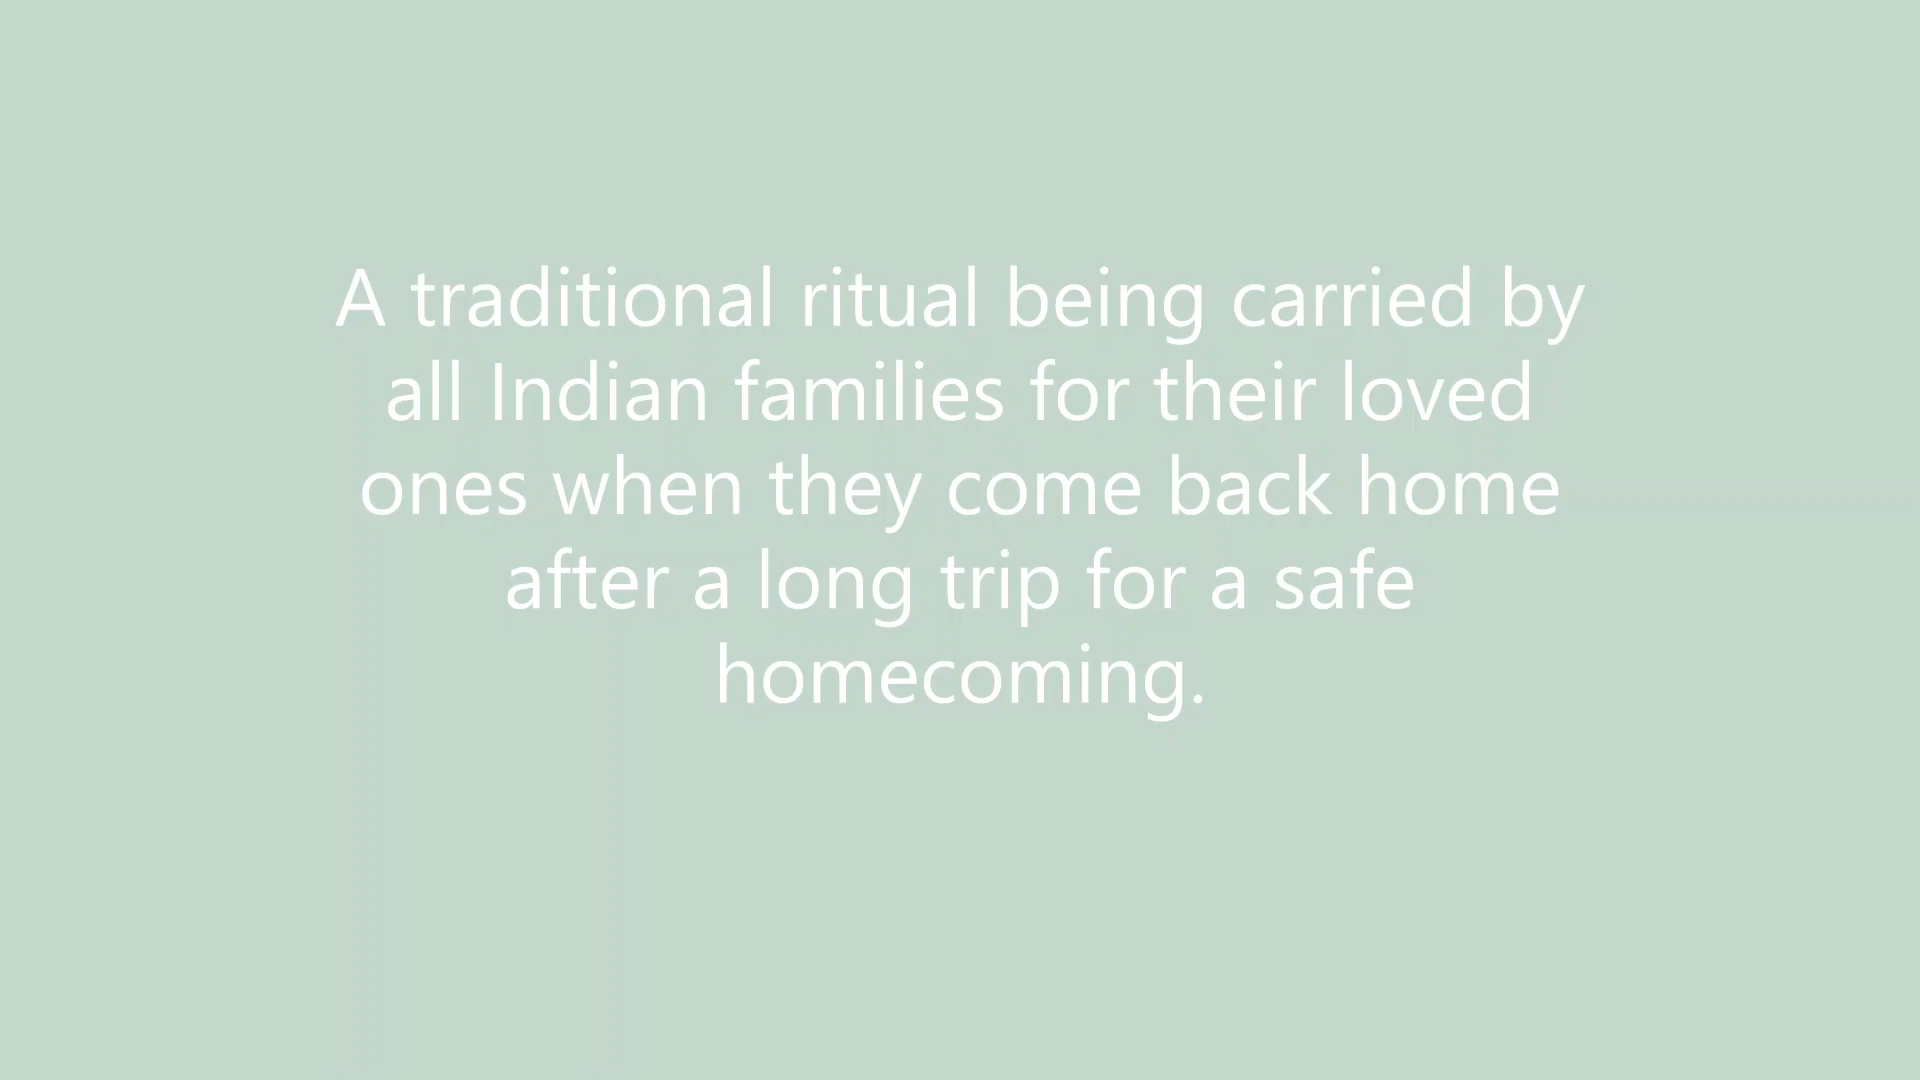 A traditional ritual being carried by
all Indian families for their loved
ones when they come back home
after a long trip for a safe
homecoming.